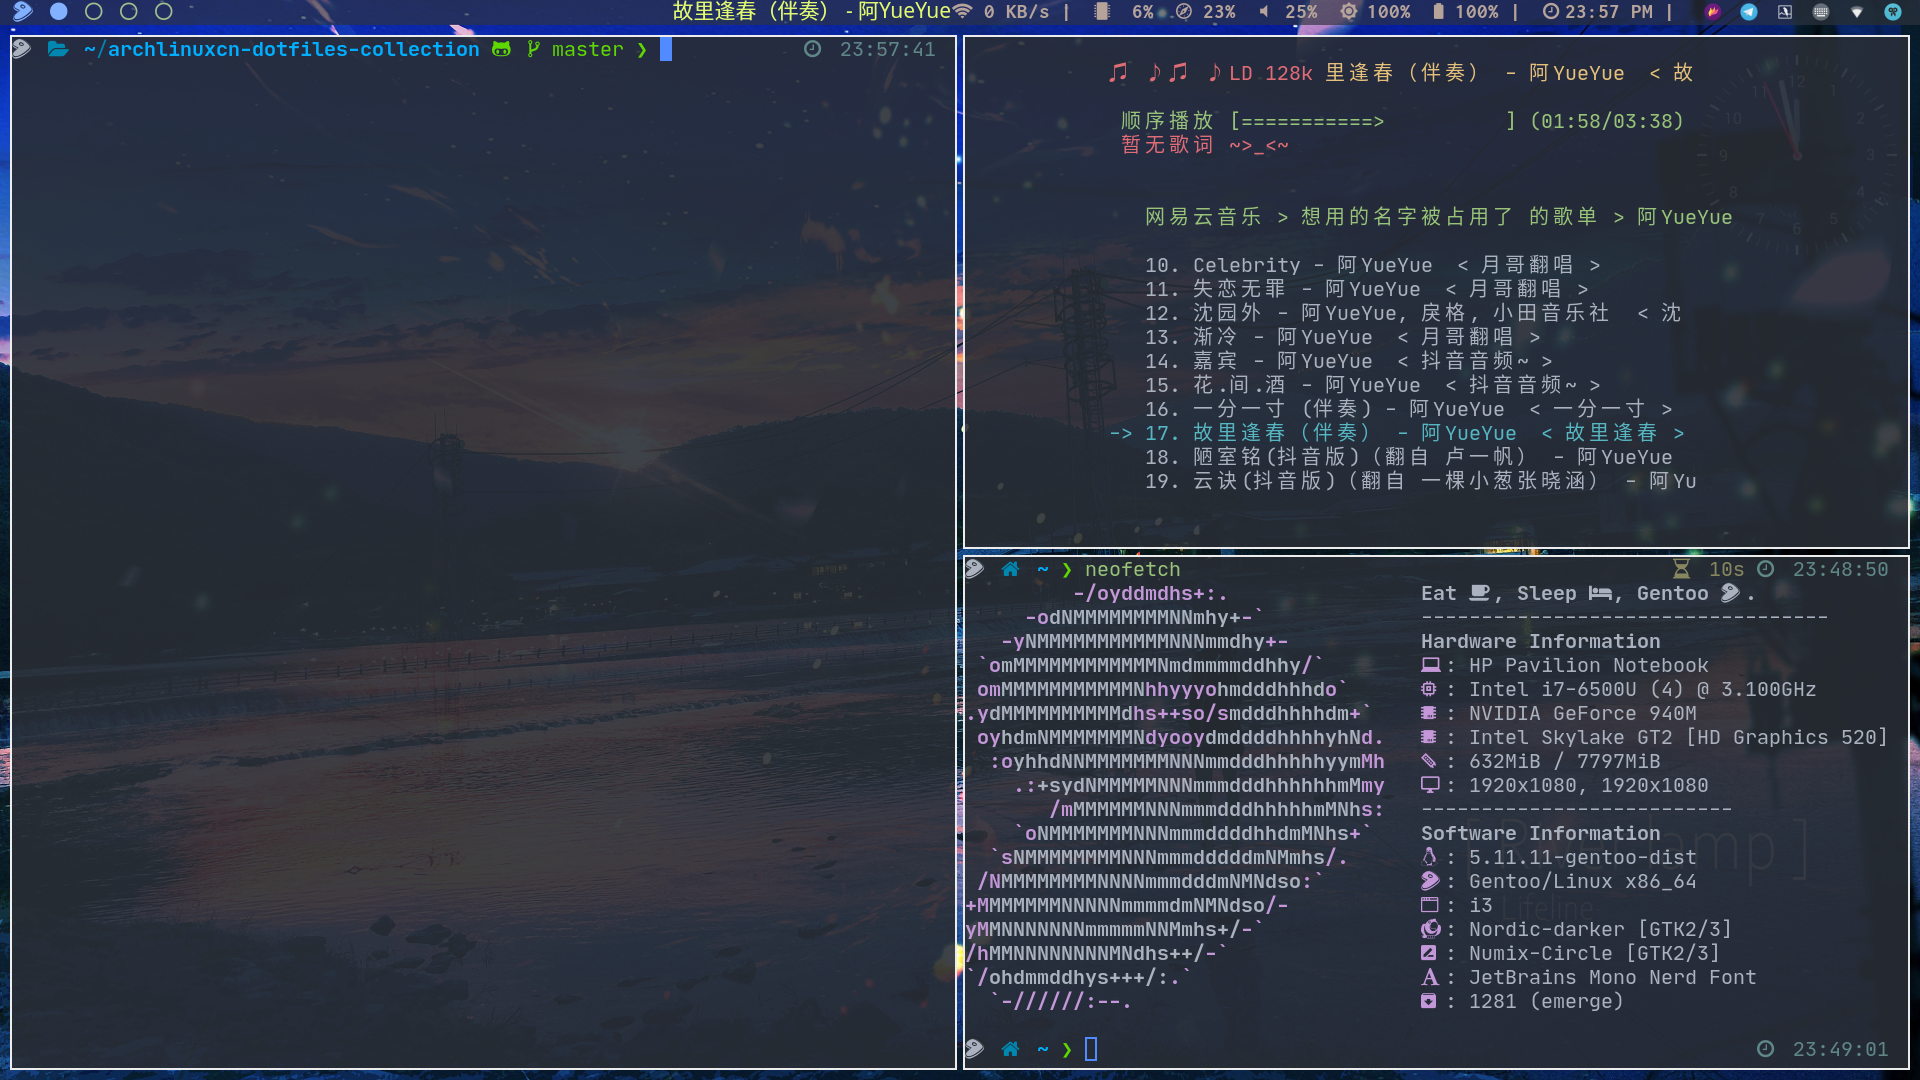 故里逢春（伴奏） - 阿YueYue 0 KB/s | 6% 23% 25% 100% 100% | 23:57 PM |
~/archlinuxcn-dotfiles-collection master ❯ 23:57:41
♫ ♪♫ ♪LD 128k 里逢春（伴奏） - 阿YueYue < 故
顺序播放 [===========> ] (01:58/03:38)
暂无歌词 ~>_<~
网易云音乐 > 想用的名字被占用了 的歌单 > 阿YueYue
10. Celebrity - 阿YueYue < 月哥翻唱 >
11. 失恋无罪 - 阿YueYue < 月哥翻唱 >
12. 沈园外 - 阿YueYue, 戾格, 小田音乐社 < 沈
13. 渐冷 - 阿YueYue < 月哥翻唱 >
14. 嘉宾 - 阿YueYue < 抖音音频~ >
15. 花.间.酒 - 阿YueYue < 抖音音频~ >
16. 一分一寸 (伴奏) - 阿YueYue < 一分一寸 >
-> 17. 故里逢春（伴奏） - 阿YueYue < 故里逢春 >
18. 陋室铭(抖音版)（翻自 卢一帆） - 阿YueYue
19. 云诀(抖音版)（翻自 一棵小葱张晓涵） - 阿Yu
~ ❯ neofetch 10s 23:48:50
-/oyddmdhs+:.
-odNMMMMMMMMNNmhy+-`
-yNMMMMMMMMMMMNNNmmdhy+-
`omMMMMMMMMMMMMNmdmmmmddhhy/`
omMMMMMMMMMMMNhhyyyohmdddhhhdo`
.ydMMMMMMMMMMdhs++so/smdddhhhhdm+`
oyhdmNMMMMMMMNdyooydmddddhhhhyhNd.
:oyhhdNNMMMMMMMNNNmmdddhhhhhyymMh
.:+sydNMMMMMNNNmmmdddhhhhhhmMmy
/mMMMMMMNNNmmmdddhhhhhmMNhs:
`oNMMMMMMMNNNmmmddddhhdmMNhs+`
`sNMMMMMMMMNNNmmmdddddmNMmhs/.
/NMMMMMMMMNNNNmmmdddmNMNdso:`
+MMMMMMMNNNNNmmmmdmNMNdso/-
yMMNNNNNNNmmmmmNNMmhs+/-`
/hMMNNNNNNNNMNdhs++/-`
`/ohdmmddhys+++/:.`
`-//////:--.
Eat , Sleep , Gentoo .
----------------------------------
Hardware Information
: HP Pavilion Notebook
: Intel i7-6500U (4) @ 3.100GHz
: NVIDIA GeForce 940M
: Intel Skylake GT2 [HD Graphics 520]
: 632MiB / 7797MiB
: 1920x1080, 1920x1080
--------------------------
Software Information
: 5.11.11-gentoo-dist
: Gentoo/Linux x86_64
: i3
: Nordic-darker [GTK2/3]
: Numix-Circle [GTK2/3]
: JetBrains Mono Nerd Font
: 1281 (emerge)
~ ❯ 23:49:01
Lifeline